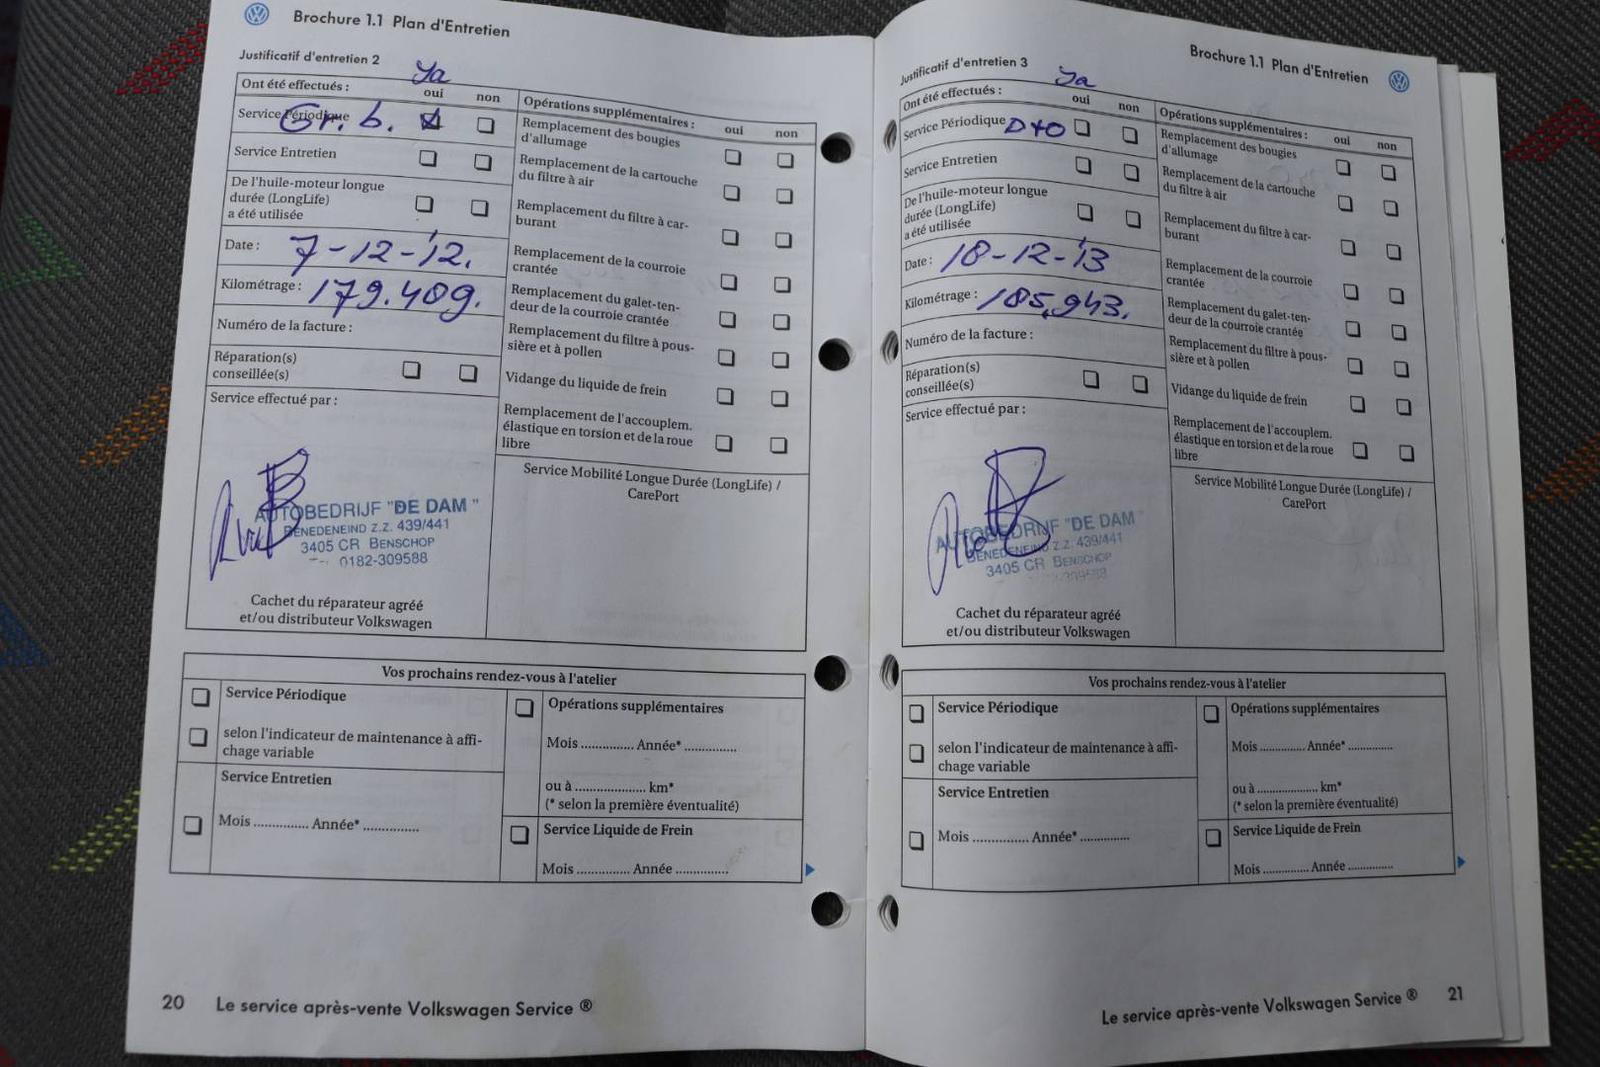 Brochure 1.1 Plan d'Entretien
Justificatif d'entretien 2
Ja
Ont été effectués :
oui
non
Service Périodique
Gr. b.
Service Entretien
De l'huile-moteur longue
durée (LongLife)
a été utilisée
Date :
7-12-'12.
Kilométrage :
179.409.
Numéro de la facture :
Réparation(s)
conseillée(s)
Service effectué par :
AUTOBEDRIJF "DE DAM"
BENEDENEIND Z.Z. 439/441
3405 CR BENSCHOP
0182-309588
Cachet du réparateur agréé
et/ou distributeur Volkswagen
Opérations supplémentaires :
oui
non
Remplacement des bougies
d'allumage
Remplacement de la cartouche
du filtre à air
Remplacement du filtre à car-
burant
Remplacement de la courroie
crantée
Remplacement du galet-ten-
deur de la courroie crantée
Remplacement du filtre à pous-
sière et à pollen
Vidange du liquide de frein
Remplacement de l'accouplem.
élastique en torsion et de la roue
libre
Service Mobilité Longue Durée (LongLife) /
CarePort
Vos prochains rendez-vous à l'atelier
Service Périodique
selon l'indicateur de maintenance à affi-
chage variable
Service Entretien
Mois .............. Année* ..............
Opérations supplémentaires
Mois .............. Année* ..............
ou à .................... km*
(* selon la première éventualité)
Service Liquide de Frein
Mois .............. Année ..............
20 Le service après-vente Volkswagen Service ®
Brochure 1.1 Plan d'Entretien
Justificatif d'entretien 3
Ja
Ont été effectués :
oui
non
Service Périodique
D+O
Service Entretien
De l'huile-moteur longue
durée (LongLife)
a été utilisée
Date :
18-12-'13
Kilométrage :
185.943.
Numéro de la facture :
Réparation(s)
conseillée(s)
Service effectué par :
AUTOBEDRIJF "DE DAM"
BENEDENEIND Z.Z. 439/441
3405 CR BENSCHOP
Cachet du réparateur agréé
et/ou distributeur Volkswagen
Opérations supplémentaires :
oui
non
Remplacement des bougies
d'allumage
Remplacement de la cartouche
du filtre à air
Remplacement du filtre à car-
burant
Remplacement de la courroie
crantée
Remplacement du galet-ten-
deur de la courroie crantée
Remplacement du filtre à pous-
sière et à pollen
Vidange du liquide de frein
Remplacement de l'accouplem.
élastique en torsion et de la roue
libre
Service Mobilité Longue Durée (LongLife) /
CarePort
Vos prochains rendez-vous à l'atelier
Service Périodique
selon l'indicateur de maintenance à affi-
chage variable
Service Entretien
Mois .............. Année* ..............
Opérations supplémentaires
Mois ............. Année* .............
ou à .................. km*
(* selon la première éventualité)
Service Liquide de Frein
Mois ............. Année .............
Le service après-vente Volkswagen Service ® 21